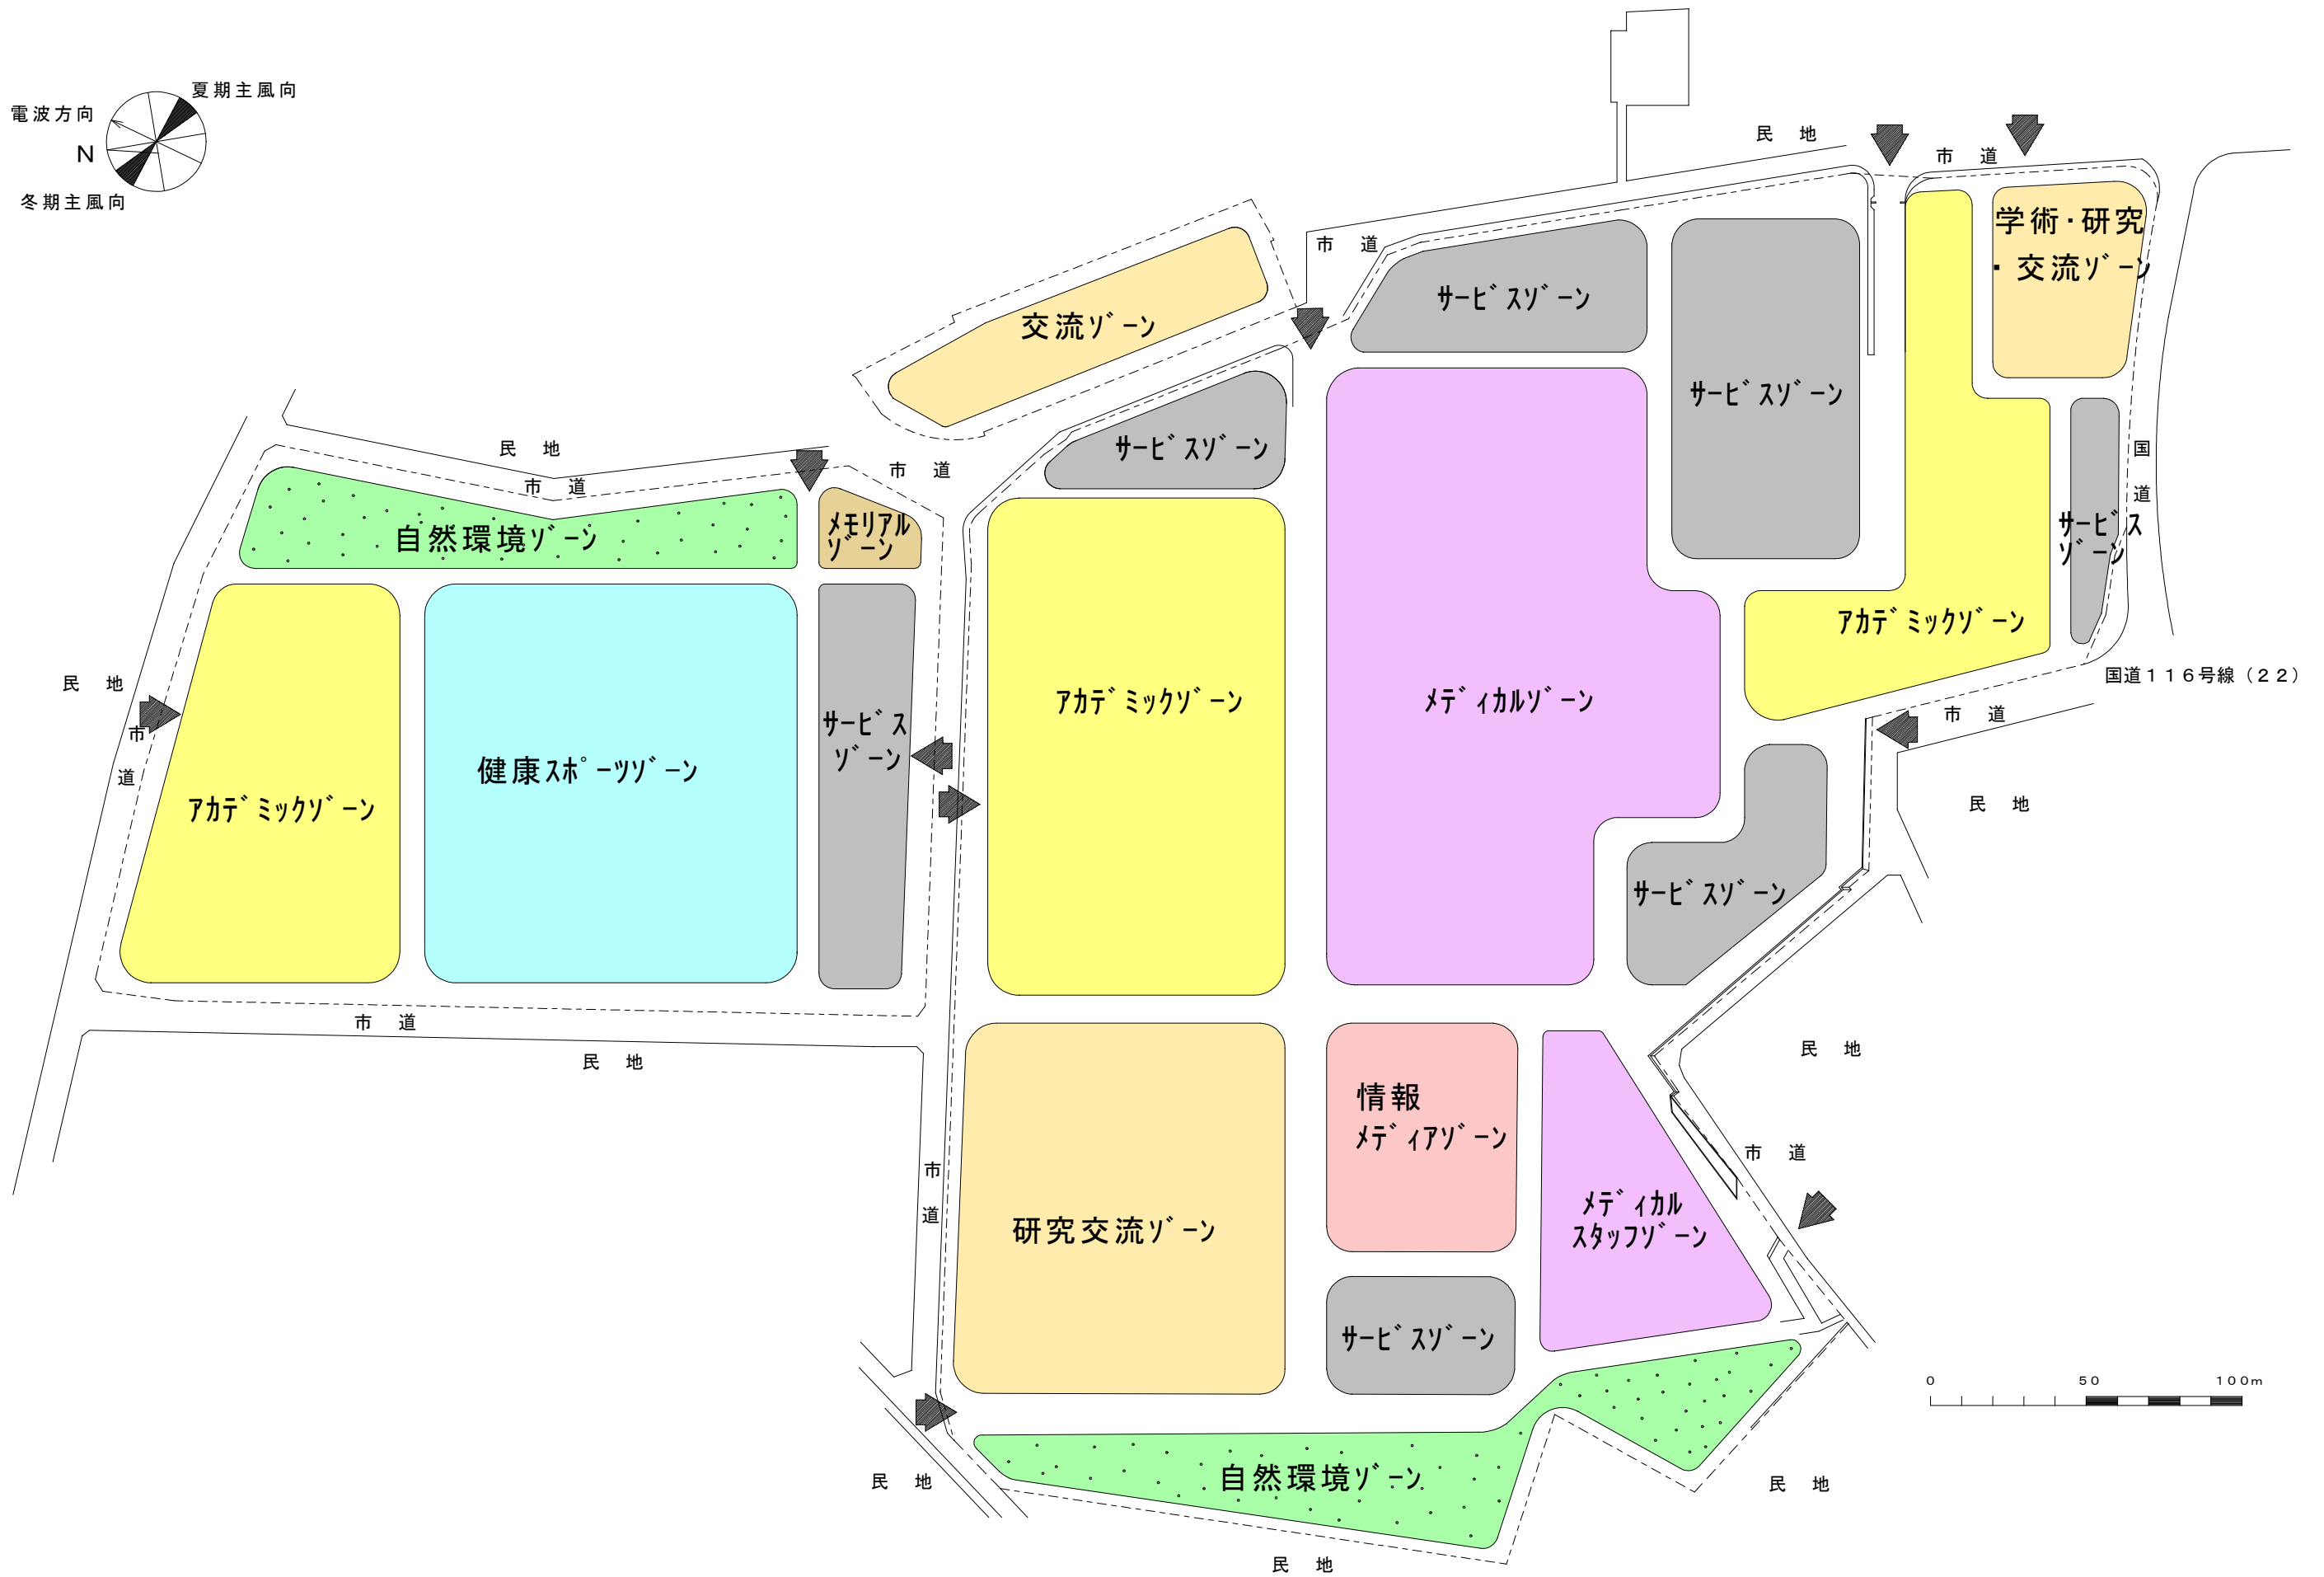 夏期主風向
電波方向
N
冬期主風向
民 地
市 道
学術・研究
・交流ゾーン
市 道
サービスゾーン
交流ゾーン
サービスゾーン
サービスゾーン
民 地
市 道
市 道
国 道
自然環境ゾーン
メモリアル
ゾーン
サービス
ゾーン
アカデミックゾーン
国道116号線(22)
民 地
市 道
アカデミックゾーン
メディカルゾーン
市 道
サービス
ゾーン
健康スポーツゾーン
アカデミックゾーン
民 地
サービスゾーン
市 道
民 地
民 地
情報
メディアゾーン
市 道
市 道
研究交流ゾーン
メディカル
スタッフゾーン
サービスゾーン
0 50 100m
自然環境ゾーン
民 地
民 地
民 地